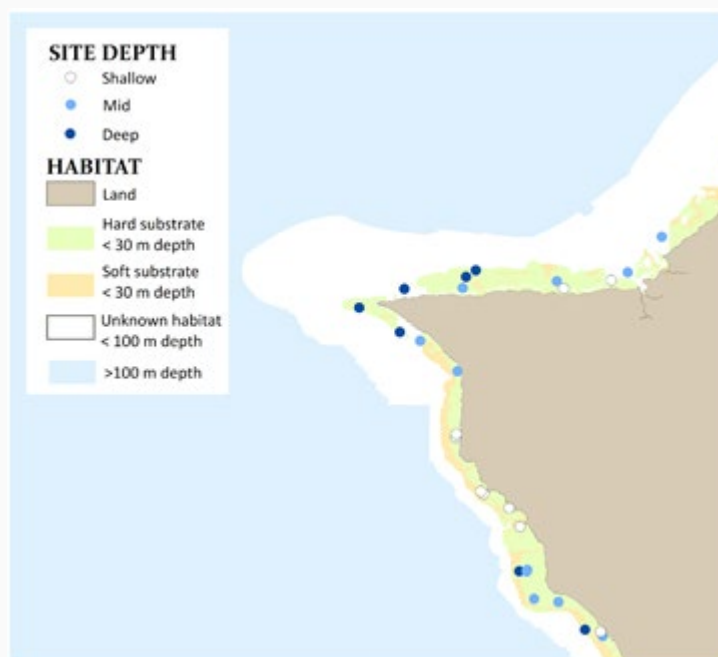 SITE DEPTH
Shallow
Mid
Deep
HABITAT
Land
Hard substrate
< 30 m depth
Soft substrate
< 30 m depth
Unknown habitat
< 100 m depth
>100 m depth